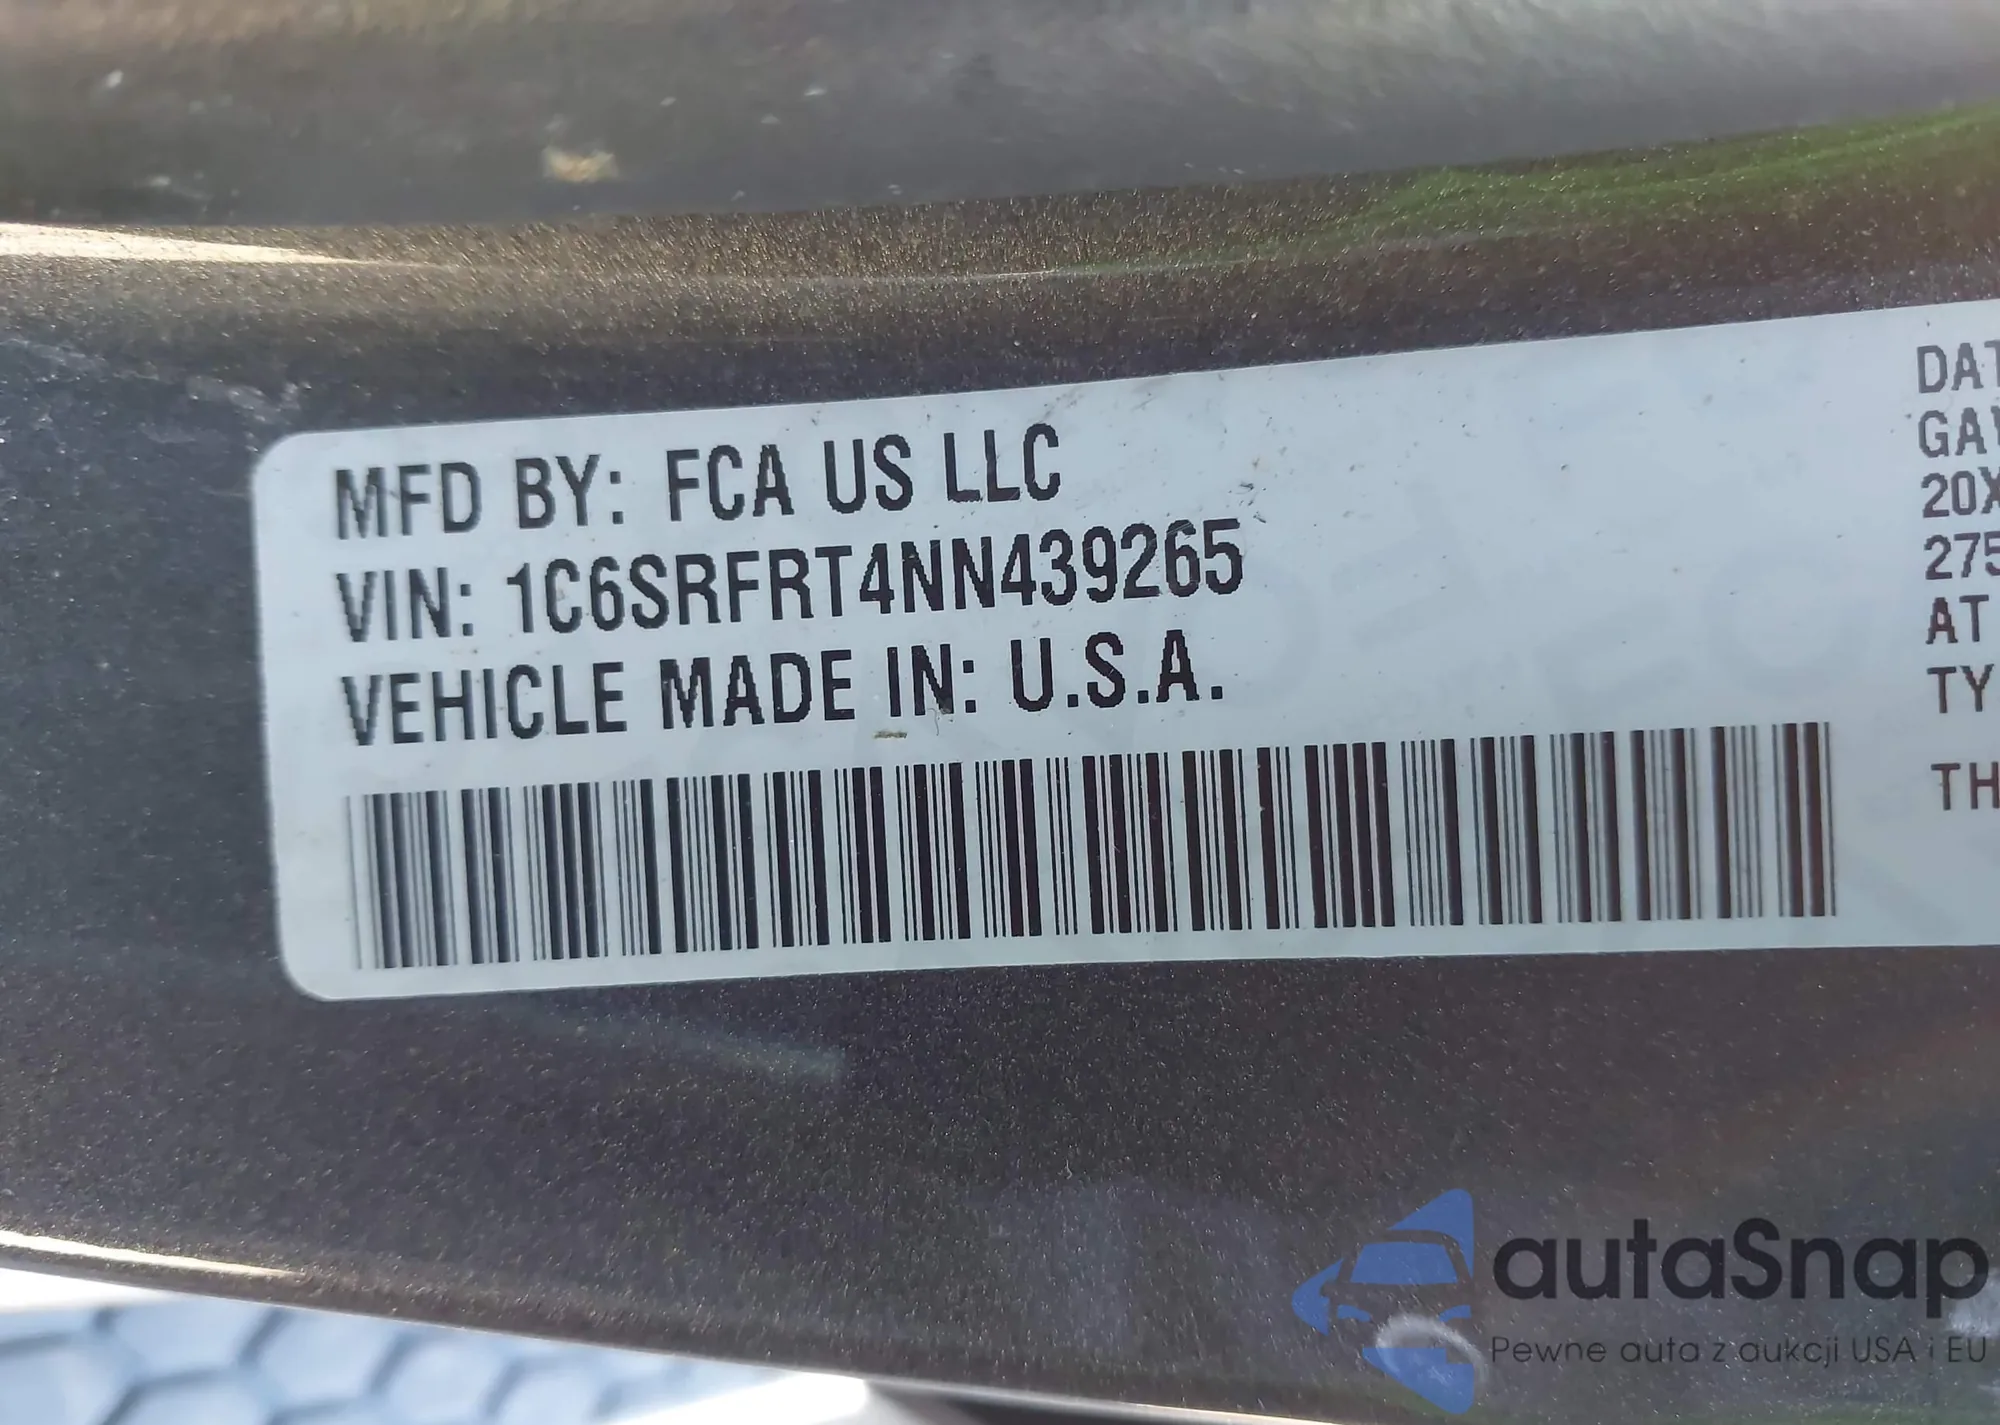 MFD BY: FCA US LLC
VIN: 1C6SRFRT4NN439265
VEHICLE MADE IN: U.S.A.
DAT
GAV
20X
275
AT
TY
TH
autaSnap
Pewne auta z aukcji USA i EU